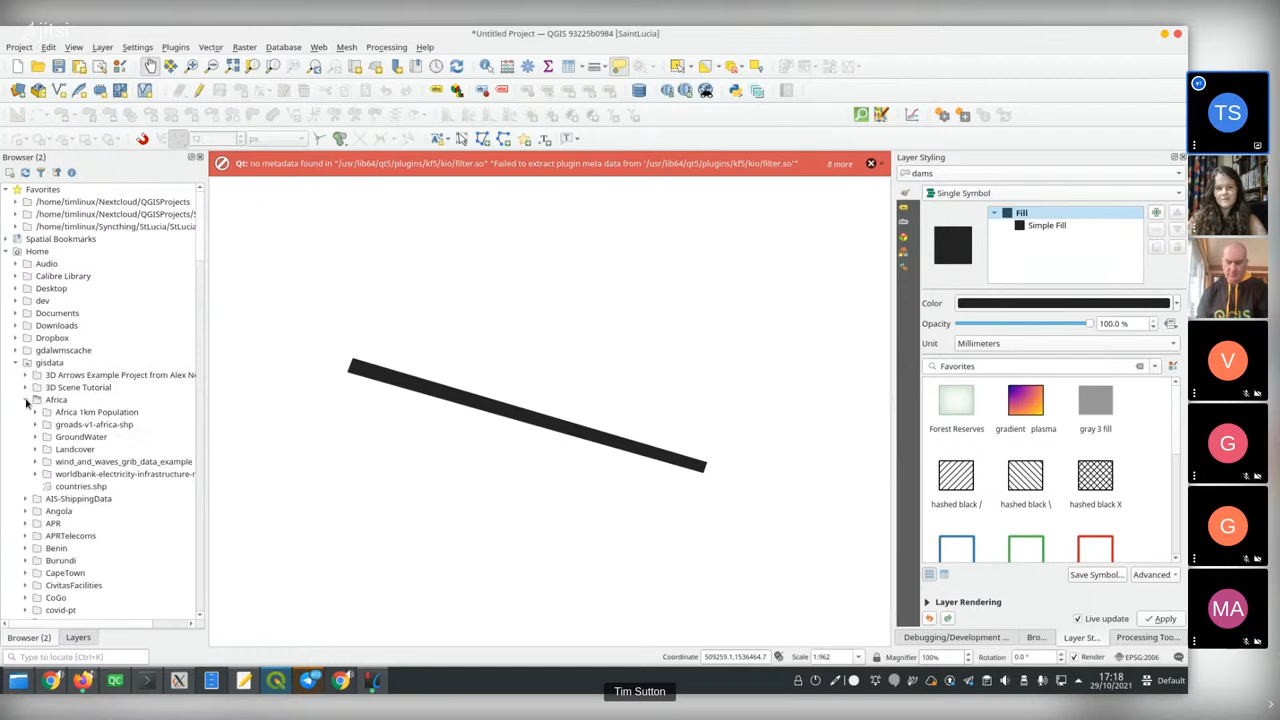 jitsi
*Untitled Project — QGIS 93225b0984 [SaintLucia]
Project Edit View Layer Settings Plugins Vector Raster Database Web Mesh Processing Help
12 px
Browser (2)
Favorites
/home/timlinux/Nextcloud/QGISProjects
/home/timlinux/Nextcloud/QGISProjects/S
/home/timlinux/Syncthing/StLucia/StLucia
Spatial Bookmarks
Home
Audio
Calibre Library
Desktop
dev
Documents
Downloads
Dropbox
gdalwmscache
gisdata
3D Arrows Example Project from Alex N
3D Scene Tutorial
Africa
Africa 1km Population
groads-v1-africa-shp
GroundWater
Landcover
wind_and_waves_grib_data_example
worldbank-electricity-infrastructure-r
countries.shp
AIS-ShippingData
Angola
APR
APRTelecoms
Benin
Burundi
CapeTown
CivitasFacilities
CoGo
covid-pt
Browser (2) Layers
Type to locate (Ctrl+K)
Qt: no metadata found in "/usr/lib64/qt5/plugins/kf5/kio/filter.so" "Failed to extract plugin meta data from '/usr/lib64/qt5/plugins/kf5/kio/filter.so'" 8 more
Layer Styling
dams
Single Symbol
Fill
Simple Fill
Color
Opacity 100.0 %
Unit Millimeters
Favorites
Forest Reserves gradient plasma gray 3 fill
hashed black / hashed black \ hashed black X
Save Symbol... Advanced
Layer Rendering
Live update Apply
Debugging/Development ... Bro... Layer St... Processing Too...
Coordinate 509259.1,1536464.7 Scale 1:962 Magnifier 100% Rotation 0.0 ° Render EPSG:2006
17:18
29/10/2021
Default
Tim Sutton
TS
QGIS
V
G
G
MA